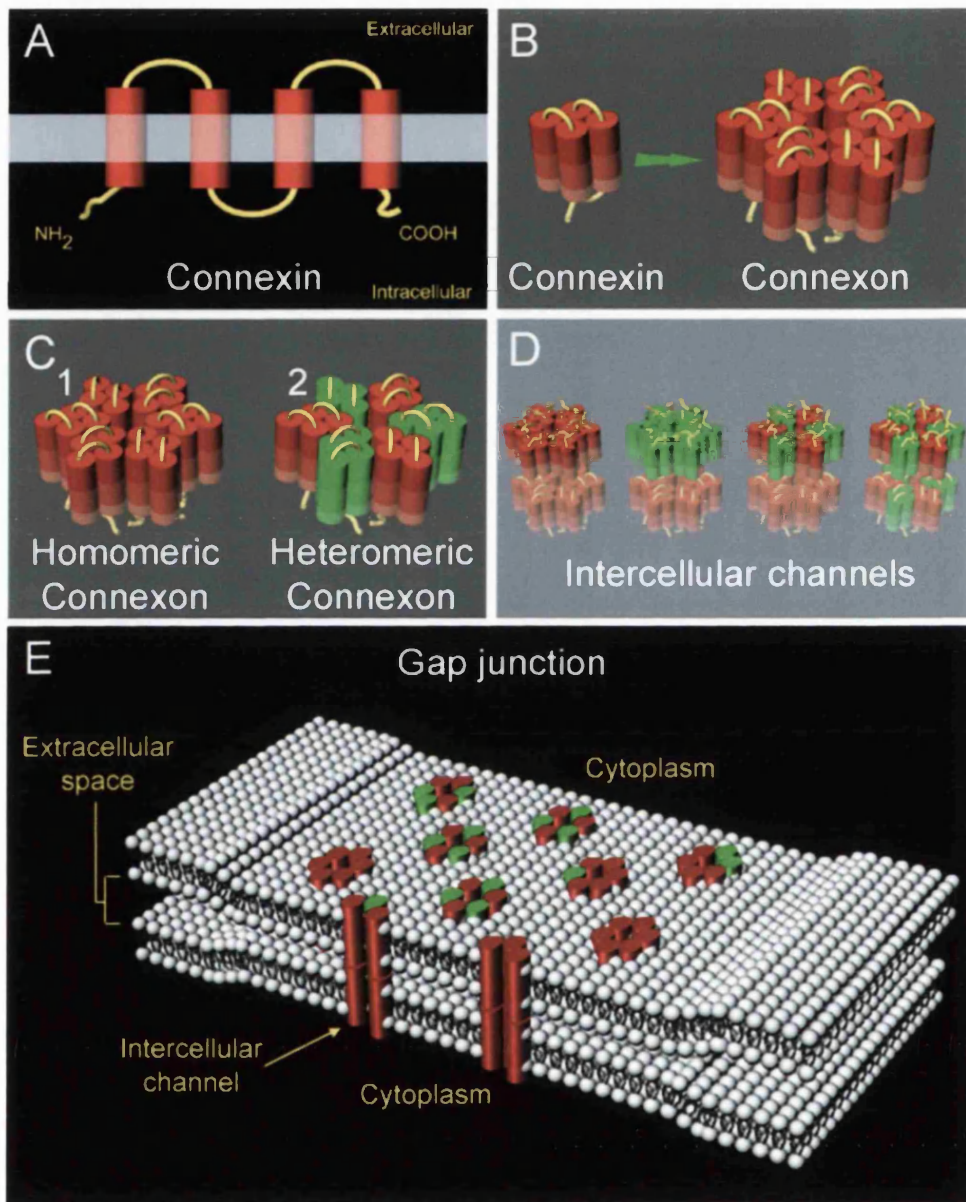 A
Extracellular
NH2
COOH
Connexin
Intracellular
B
Connexin
Connexon
C
1
2
Homomeric
Connexon
Heteromeric
Connexon
D
Intercellular channels
E
Gap junction
Extracellular
space
Cytoplasm
Intercellular
channel
Cytoplasm